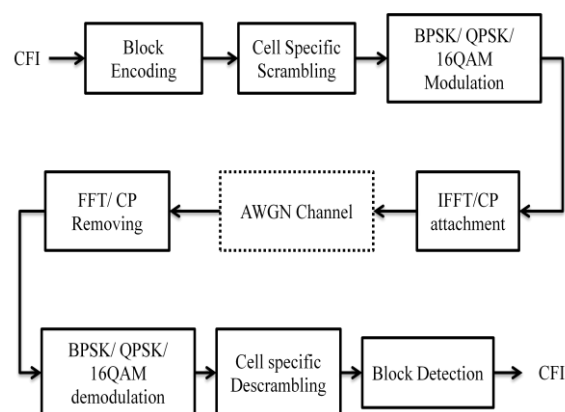 CFI
Block
Encoding
Cell Specific
Scrambling
BPSK/ QPSK/
16QAM
Modulation
FFT/ CP
Removing
AWGN Channel
IFFT/CP
attachment
BPSK/ QPSK/
16QAM
demodulation
Cell specific
Descrambling
Block Detection
CFI